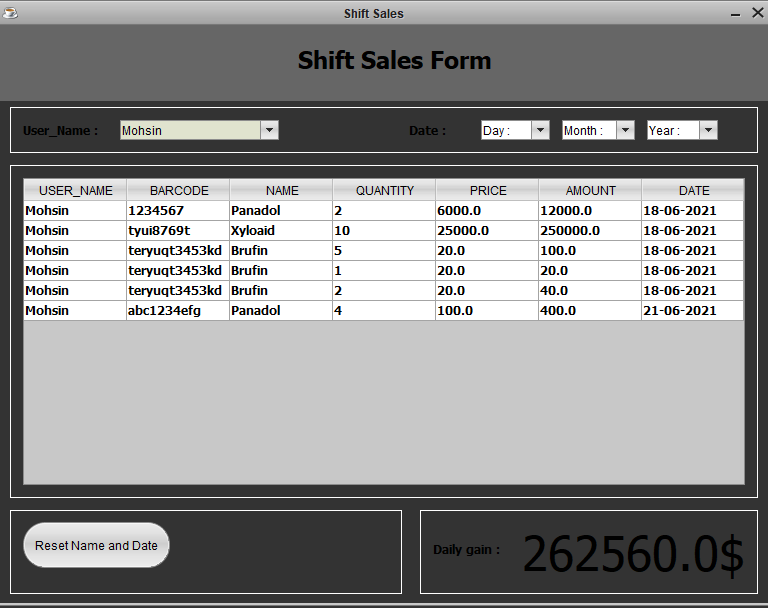 Shift Sales
Shift Sales Form
User_Name : Mohsin Date : Day : Month : Year :
USER_NAME BARCODE NAME QUANTITY PRICE AMOUNT DATE
Mohsin 1234567 Panadol 2 6000.0 12000.0 18-06-2021
Mohsin tyui8769t Xyloaid 10 25000.0 250000.0 18-06-2021
Mohsin teryuqt3453kd Brufin 5 20.0 100.0 18-06-2021
Mohsin teryuqt3453kd Brufin 1 20.0 20.0 18-06-2021
Mohsin teryuqt3453kd Brufin 2 20.0 40.0 18-06-2021
Mohsin abc1234efg Panadol 4 100.0 400.0 21-06-2021
Reset Name and Date Daily gain : 262560.0$